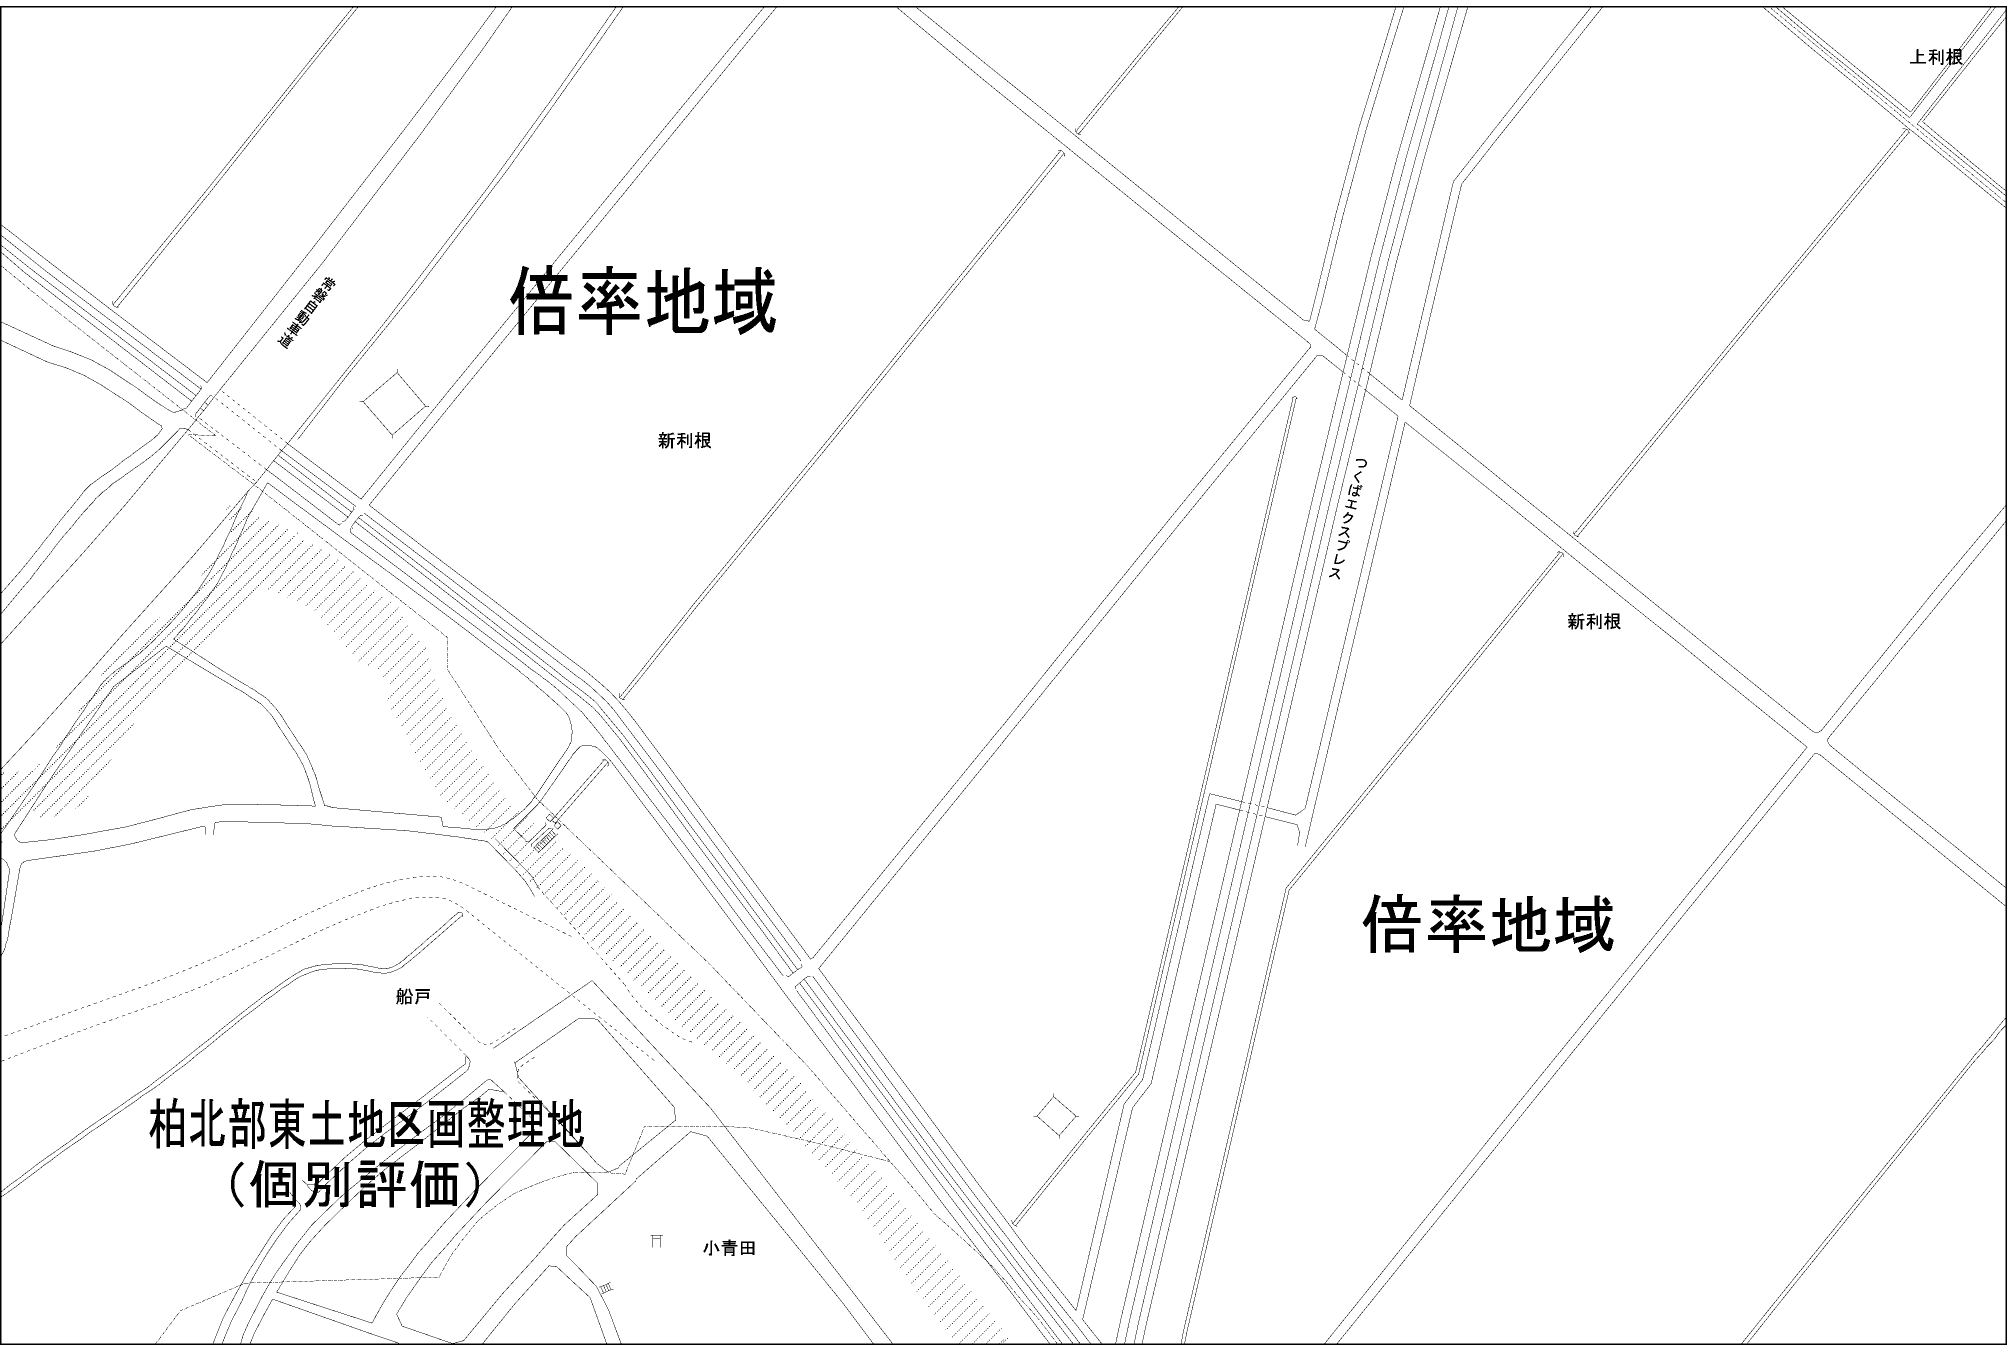 上利根
常磐自動車道
倍率地域
新利根
つくばエクスプレス
新利根
倍率地域
船戸
柏北部東土地区画整理地
（個別評価）
小青田